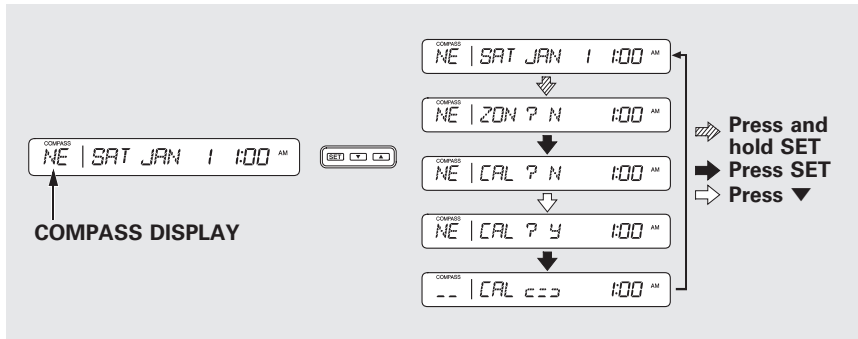 COMPASS
NE | SAT JAN 1 1:00 AM
COMPASS DISPLAY
SET ▼ ▲
COMPASS
NE | SAT JAN 1 1:00 AM
COMPASS
NE | ZON ? N 1:00 AM
COMPASS
NE | CAL ? N 1:00 AM
COMPASS
NE | CAL ? Y 1:00 AM
COMPASS
_ _ | CAL 1:00 AM
Press and
hold SET
Press SET
Press ▼